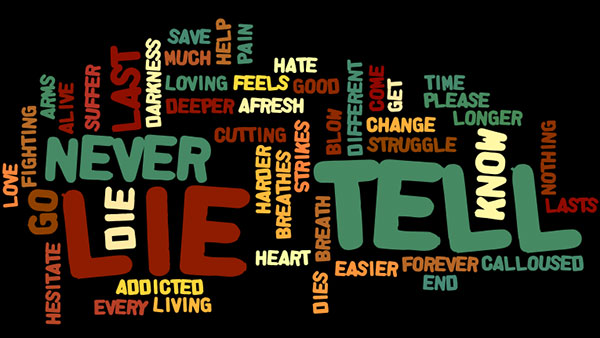 SAVE
MUCH
HELP
PAIN
DARKNESS
LAST
SUFFER
ALIVE
ARMS
LOVING
FEELS
HATE
GOOD
DEEPER
AFRESH
CUTTING
DIFFERENT
COME
GET
TIME
PLEASE
LONGER
CHANGE
STRUGGLE
BLOW
STRIKES
LOVE
FIGHTING
NEVER
GO
DIE
LIE
HARDER
BREATHES
TELL
KNOW
NOTHING
LASTS
HESITATE
ADDICTED
EVERY
LIVING
HEART
BREATH
DIES
EASIER
FOREVER
CALLOUSED
END